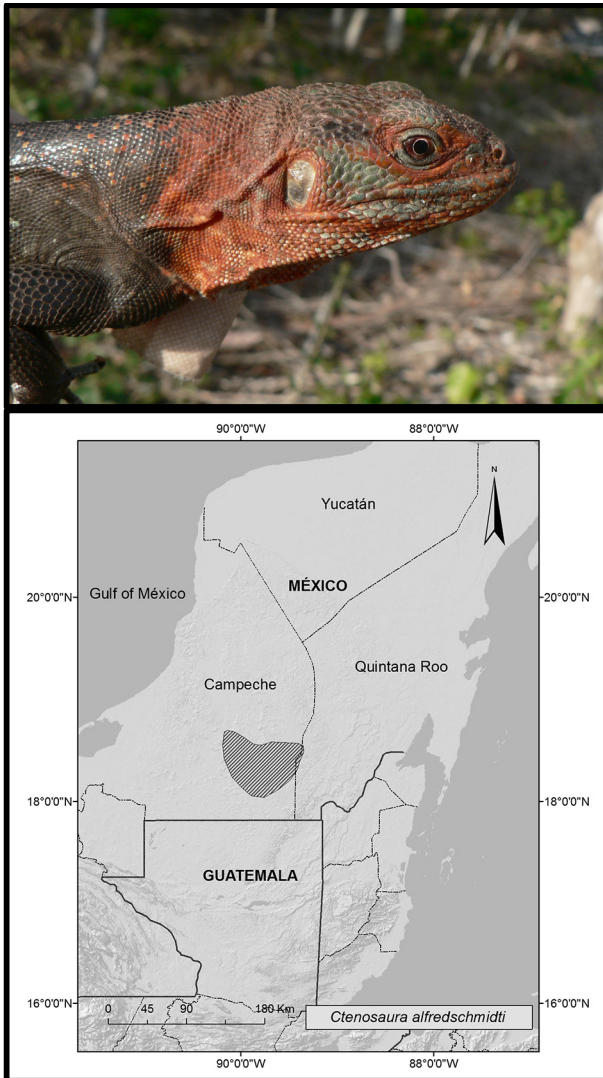 90°0'0"W 88°0'0"W
N
Yucatán
20°0'0"N Gulf of México MÉXICO 20°0'0"N
Quintana Roo
Campeche
18°0'0"N 18°0'0"N
GUATEMALA
16°0'0"N 16°0'0"N
0 45 90 180 Km
Ctenosaura alfredschmidti
90°0'0"W 88°0'0"W